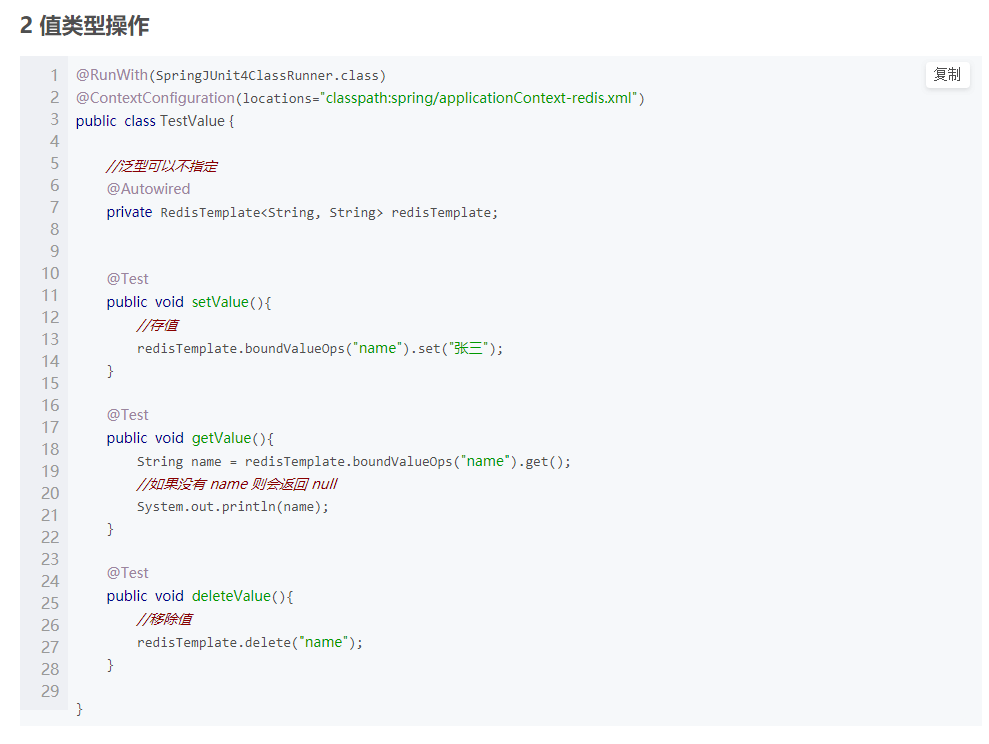 2 值类型操作
复制
1 @RunWith(SpringJUnit4ClassRunner.class)
2 @ContextConfiguration(locations="classpath:spring/applicationContext-redis.xml")
3 public class TestValue {
4
5 //泛型可以不指定
6 @Autowired
7 private RedisTemplate<String, String> redisTemplate;
8
9
10 @Test
11 public void setValue(){
12 //存值
13 redisTemplate.boundValueOps("name").set("张三");
14 }
15
16 @Test
17 public void getValue(){
18 String name = redisTemplate.boundValueOps("name").get();
19 //如果没有 name 则会返回 null
20 System.out.println(name);
21 }
22
23 @Test
24 public void deleteValue(){
25 //移除值
26 redisTemplate.delete("name");
27 }
28
29 }